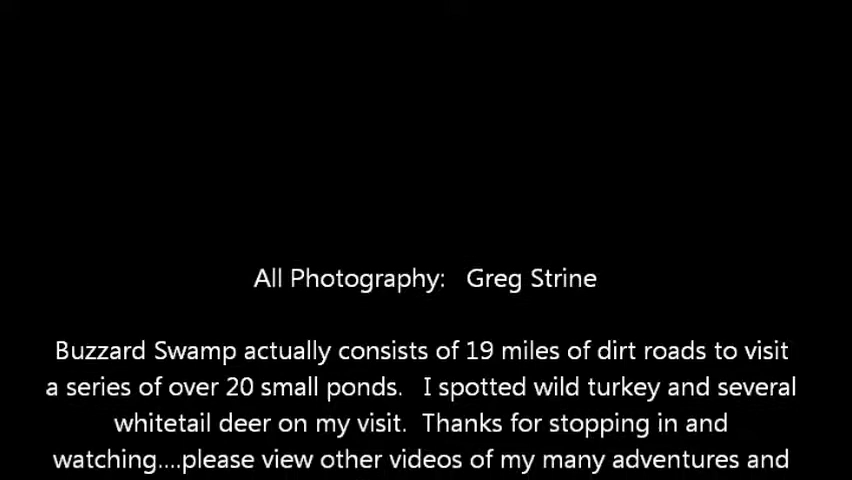 All Photography:   Greg Strine
Buzzard Swamp actually consists of 19 miles of dirt roads to visit
a series of over 20 small ponds.   I spotted wild turkey and several
whitetail deer on my visit.  Thanks for stopping in and
watching....please view other videos of my many adventures and